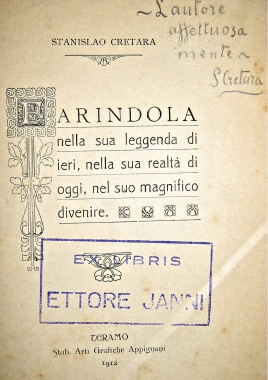 ~ L'autore
affettuosa
mente ~
SCretara
STANISLAO CRETARA
FARINDOLA
nella sua leggenda di
ieri, nella sua realtà di
oggi, nel suo magnifico
divenire.
EX LIBRIS
ETTORE JANNI
TERAMO
Stab. Arti Grafiche Appignani
1912